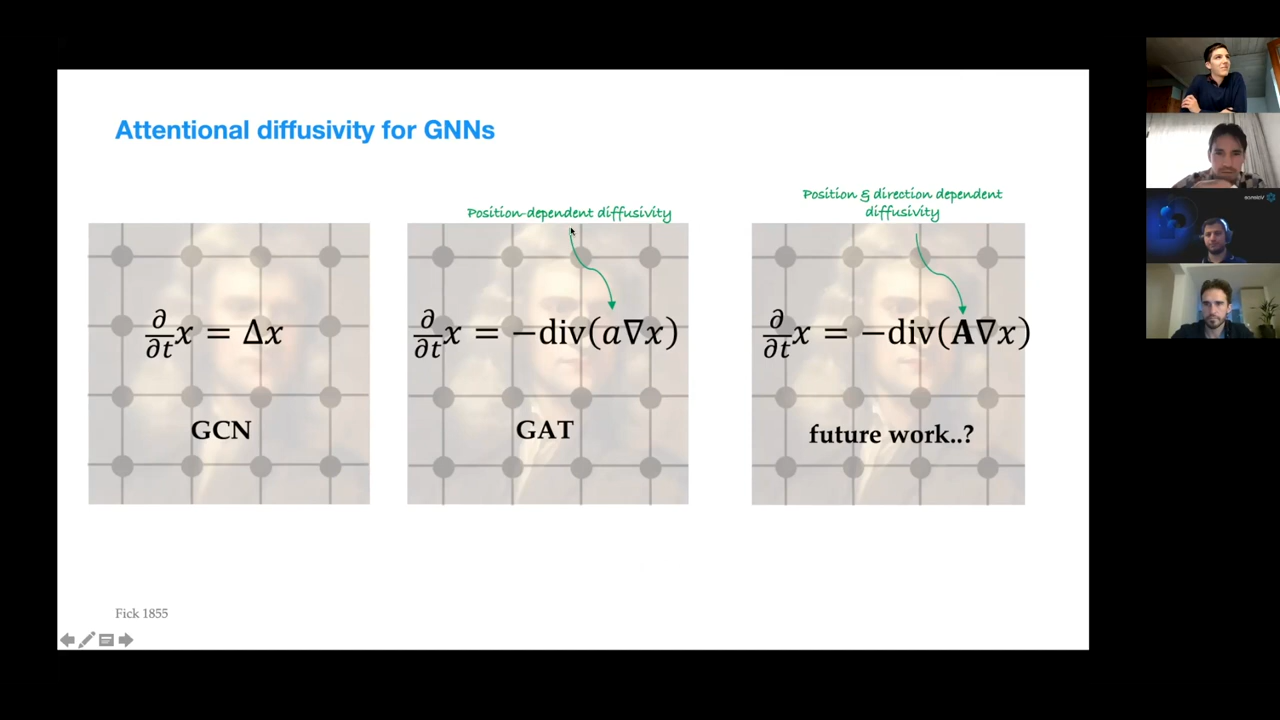 Attentional diffusivity for GNNs
Position-dependent diffusivity
Position & direction dependent
diffusivity
∂/∂t x = Δx
∂/∂t x = −div(a∇x)
∂/∂t x = −div(𝐀∇x)
GCN
GAT
future work..?
Fick 1855